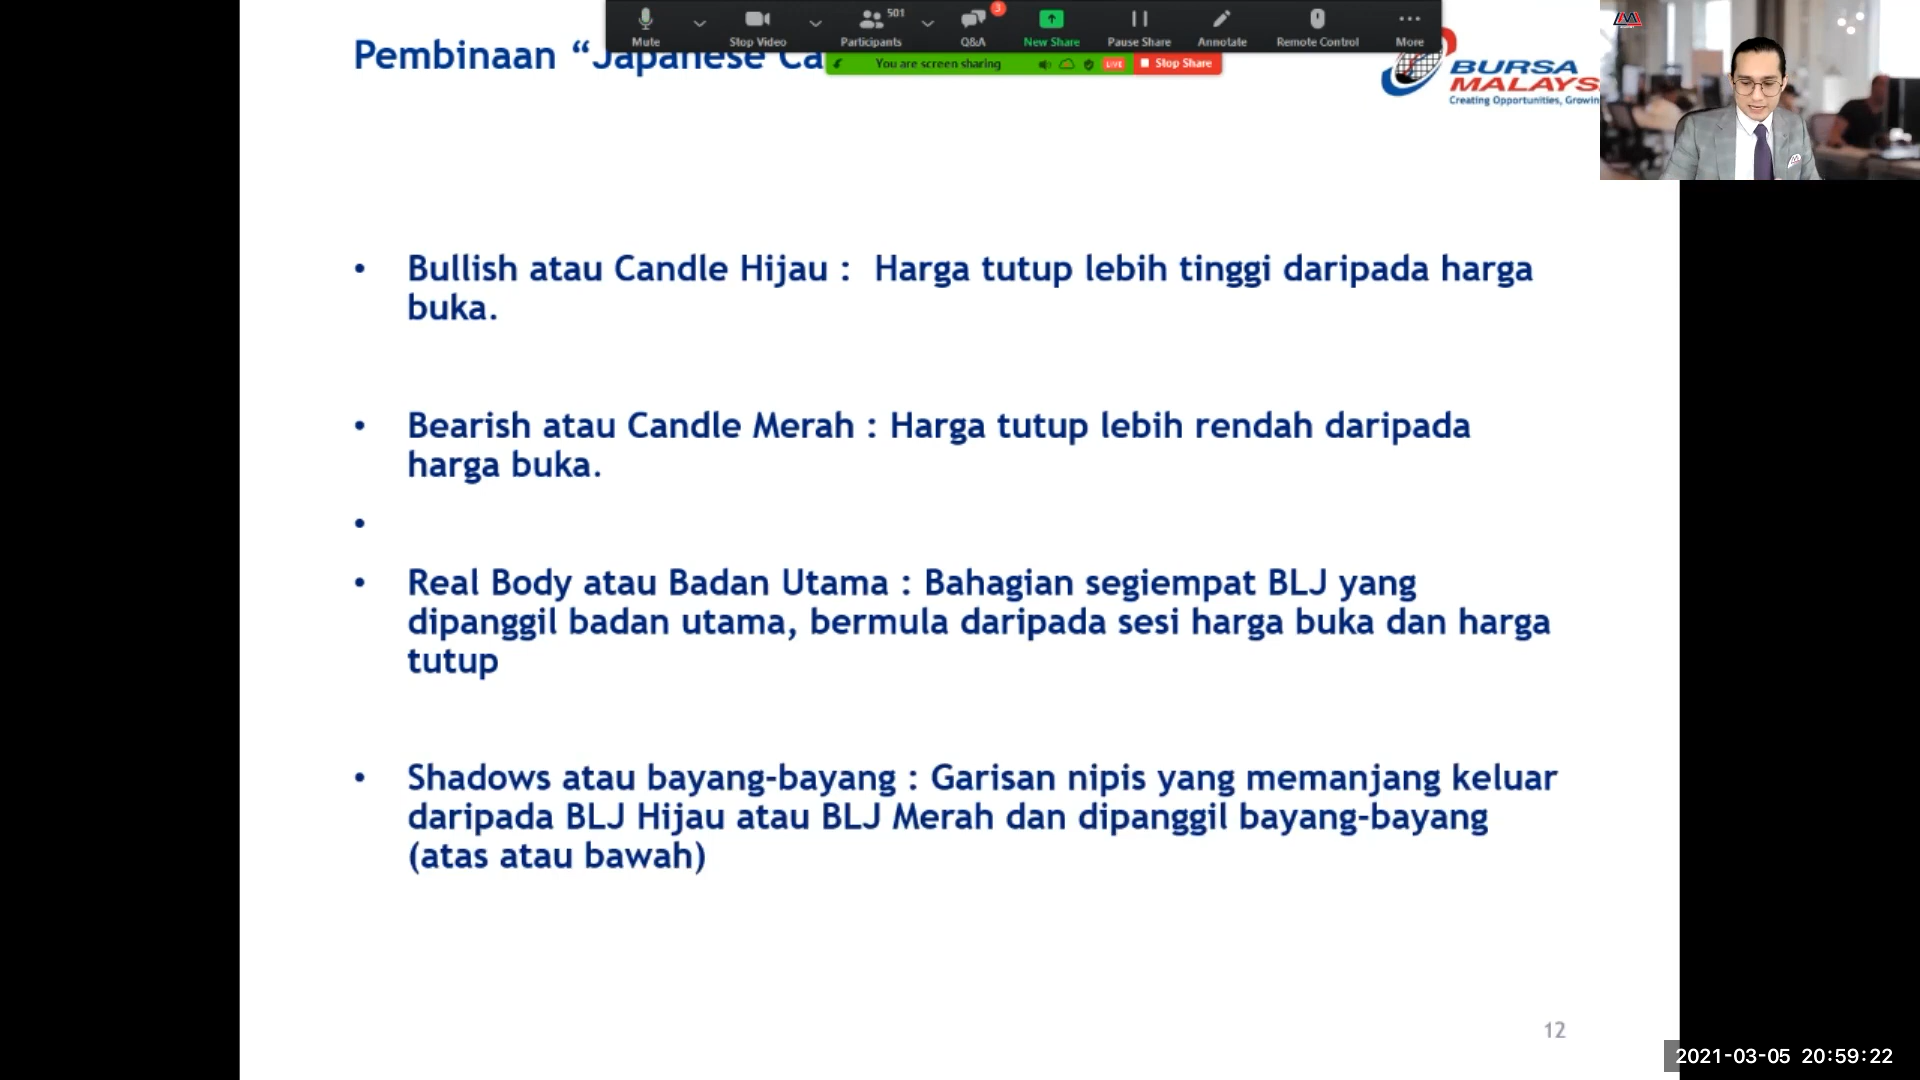 Mute
Stop Video
501
Participants
3
Q&A
New Share
Pause Share
Annotate
Remote Control
More
You are screen sharing
LIVE
Stop Share
Pembinaan “Japanese Ca
BURSA
MALAYS
Creating Opportunities, Growin
• Bullish atau Candle Hijau : Harga tutup lebih tinggi daripada harga
buka.
• Bearish atau Candle Merah : Harga tutup lebih rendah daripada
harga buka.
•
• Real Body atau Badan Utama : Bahagian segiempat BLJ yang
dipanggil badan utama, bermula daripada sesi harga buka dan harga
tutup
• Shadows atau bayang-bayang : Garisan nipis yang memanjang keluar
daripada BLJ Hijau atau BLJ Merah dan dipanggil bayang-bayang
(atas atau bawah)
12
2021-03-05 20:59:22